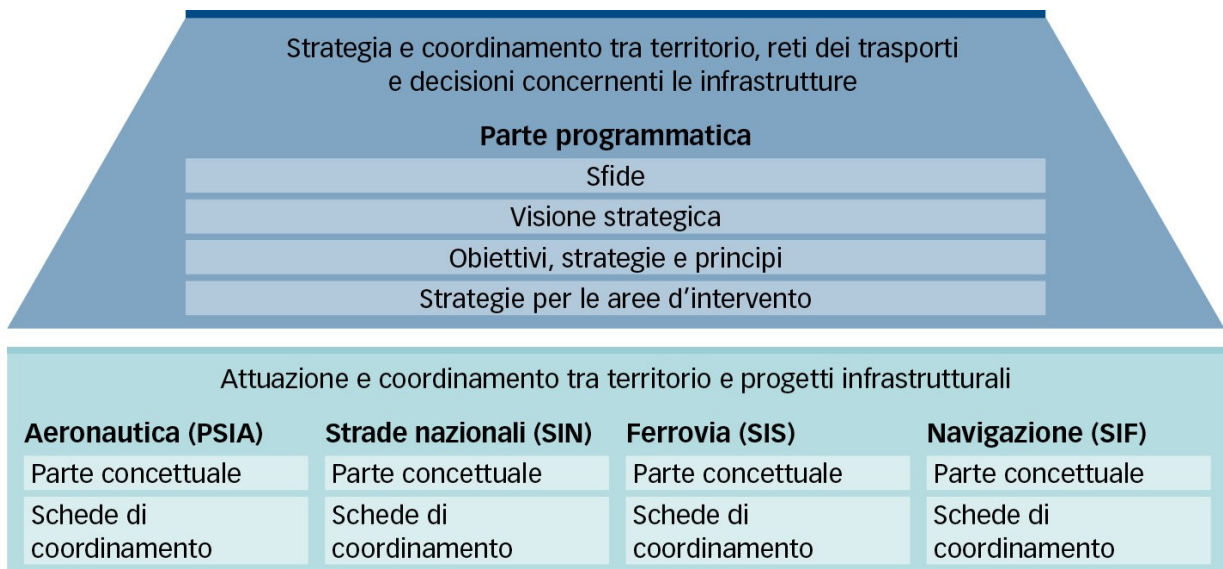 Strategia e coordinamento tra territorio, reti dei trasporti
e decisioni concernenti le infrastrutture
Parte programmatica
Sfide
Visione strategica
Obiettivi, strategie e principi
Strategie per le aree d’intervento
Attuazione e coordinamento tra territorio e progetti infrastrutturali
Aeronautica (PSIA)
Parte concettuale
Schede di
coordinamento
Strade nazionali (SIN)
Parte concettuale
Schede di
coordinamento
Ferrovia (SIS)
Parte concettuale
Schede di
coordinamento
Navigazione (SIF)
Parte concettuale
Schede di
coordinamento